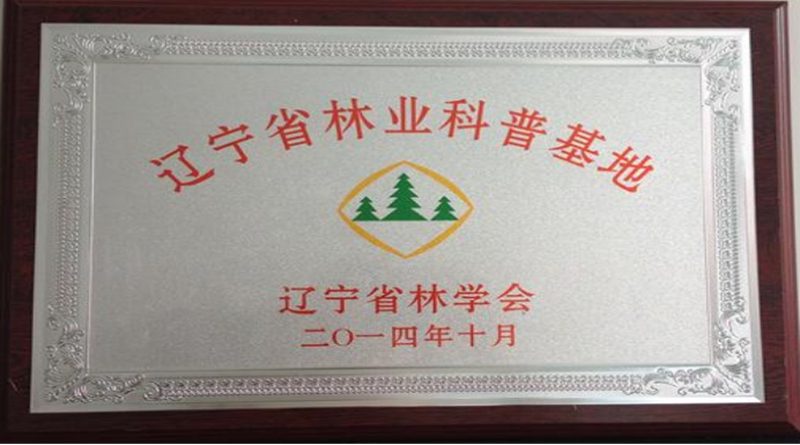 辽宁省林业科普基地
辽宁省林学会
二〇一四年十月